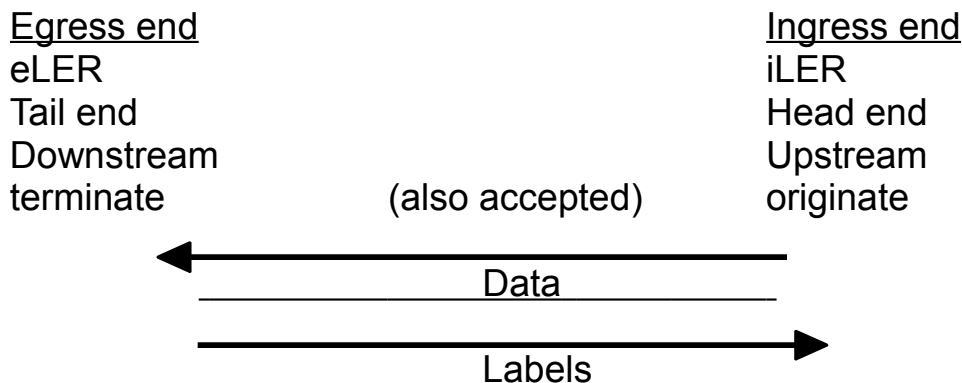 Egress end
eLER
Tail end
Downstream
terminate
(also accepted)
Ingress end
iLER
Head end
Upstream
originate
Data
Labels